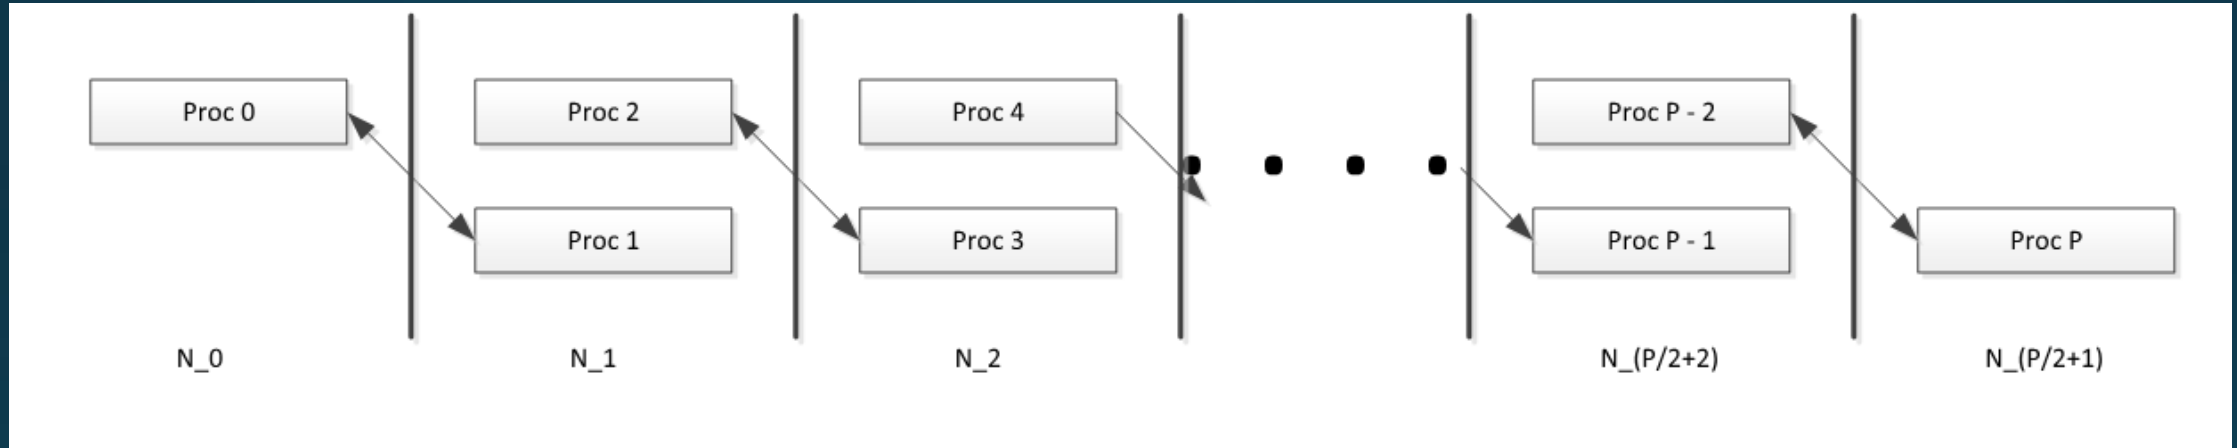 Proc 0
Proc 2
Proc 4
Proc P - 2
Proc 1
Proc 3
Proc P - 1
Proc P
N_0
N_1
N_2
N_(P/2+2)
N_(P/2+1)